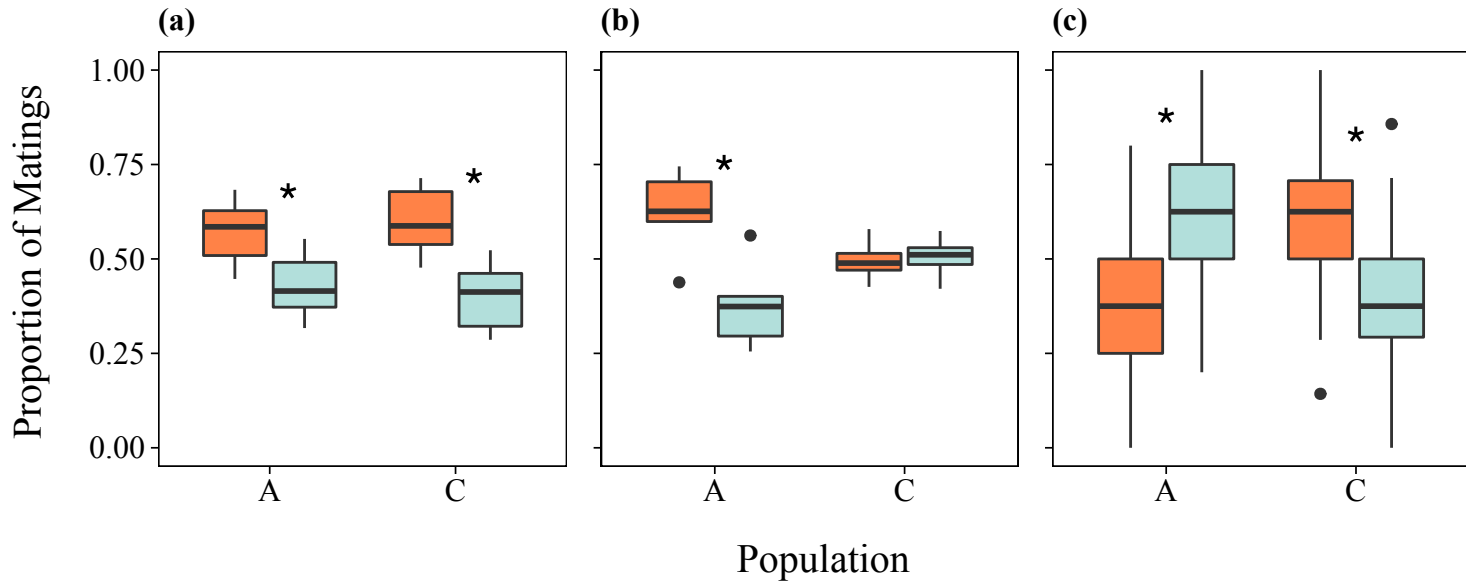 (a) (b) (c)
Proportion of Matings
1.00
0.75
0.50
0.25
0.00
* * * * *
A C A C A C
Population